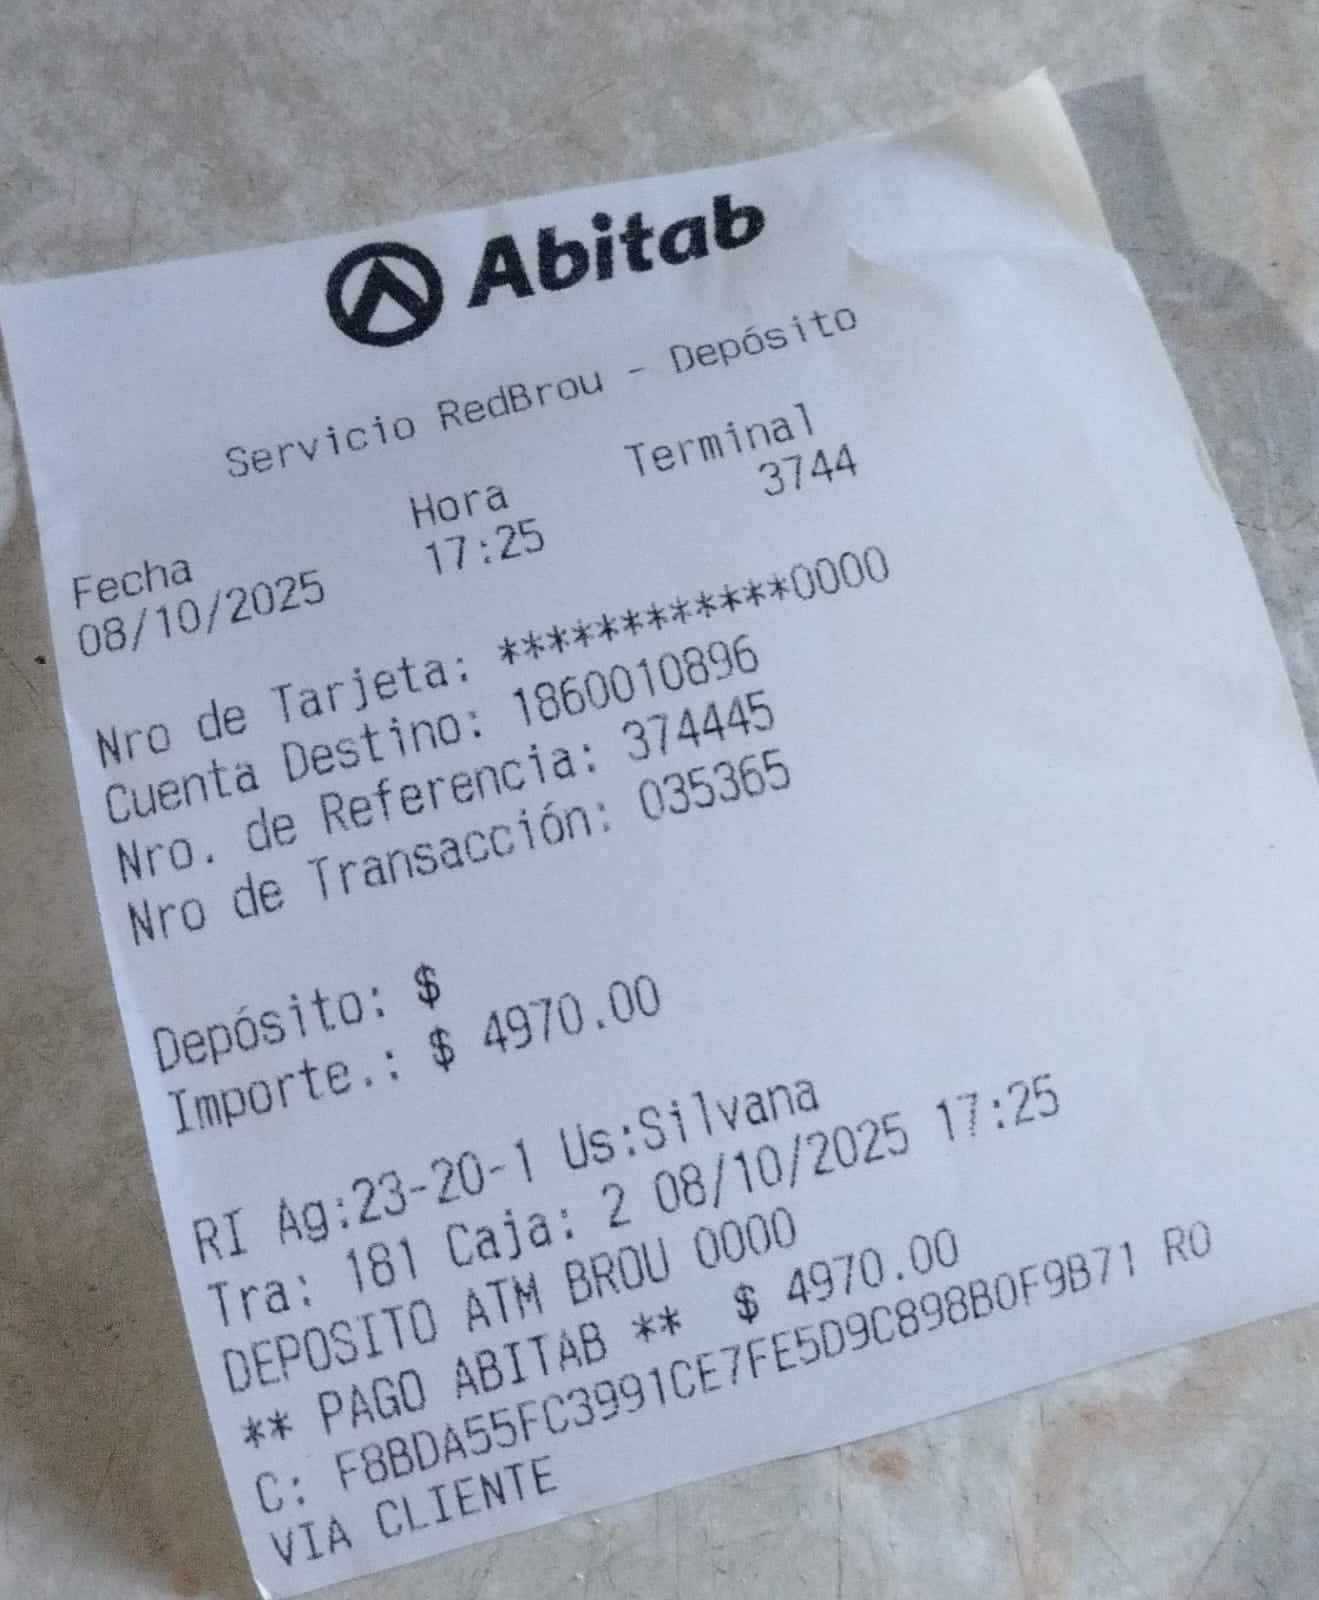 Abitab
Servicio RedBrou - Depósito
Fecha Hora Terminal
08/10/2025 17:25 3744
Nro de Tarjeta: ************0000
Cuenta Destino: 1860010896
Nro. de Referencia: 374445
Nro de Transacción: 035365
Depósito: $
Importe.: $ 4970.00
RI Ag:23-20-1 Us:Silvana
Tra: 181 Caja: 2 08/10/2025 17:25
DEPOSITO ATM BROU 0000
** PAGO ABITAB ** $ 4970.00
C: F8BDA55FC3991CE7FE5D9C898B0F9B71 RO
VIA CLIENTE